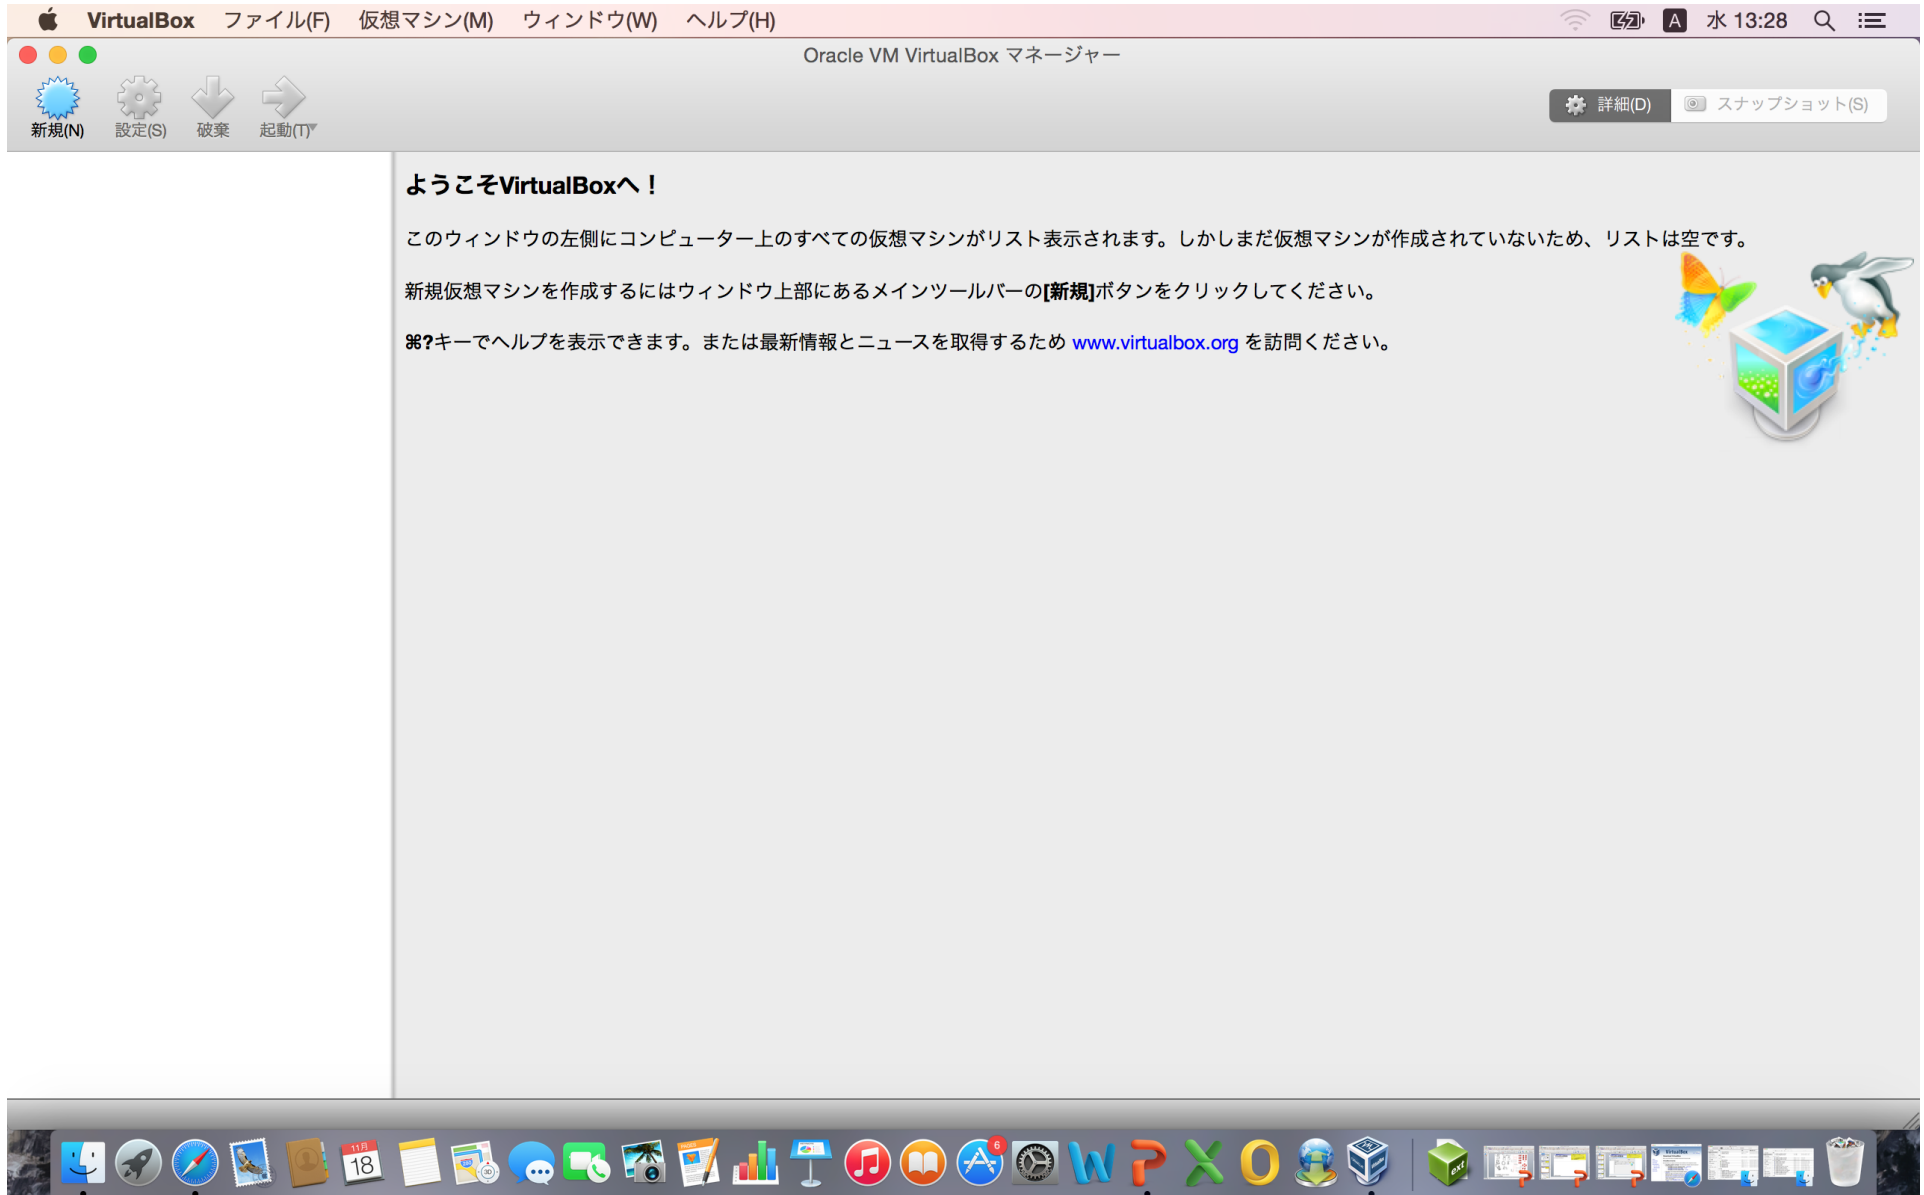 VirtualBox ファイル(F) 仮想マシン(M) ウィンドウ(W) ヘルプ(H) A 水 13:28
Oracle VM VirtualBox マネージャー
新規(N) 設定(S) 破棄 起動(T) 詳細(D) スナップショット(S)
ようこそVirtualBoxへ！
このウィンドウの左側にコンピューター上のすべての仮想マシンがリスト表示されます。しかしまだ仮想マシンが作成されていないため、リストは空です。
新規仮想マシンを作成するにはウィンドウ上部にあるメインツールバーの[新規]ボタンをクリックしてください。
⌘?キーでヘルプを表示できます。または最新情報とニュースを取得するため www.virtualbox.org を訪問ください。
11月
18
PAGES
6
ext
VirtualBox